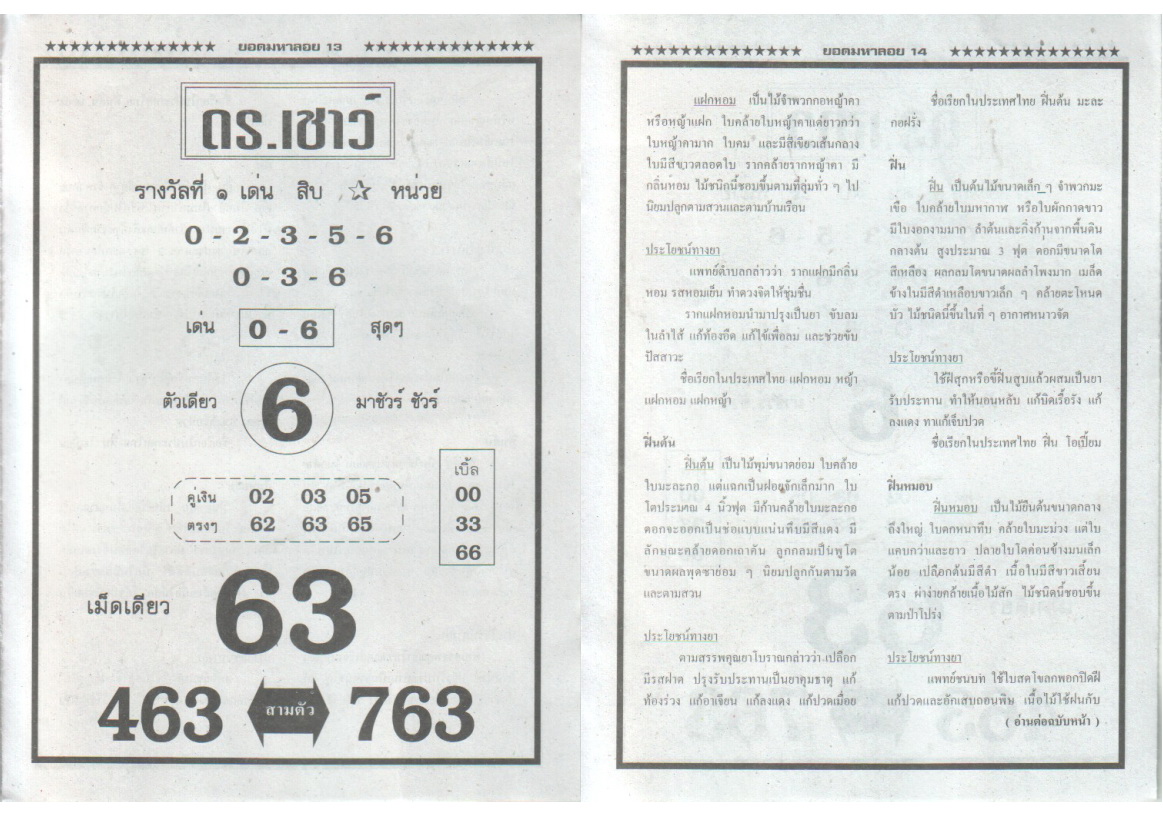 ★★★★★★★★★★★★★★ ยอดมหาลอย 13 ★★★★★★★★★★★★★★
ดร.เชาว์
รางวัลที่ ๑ เด่น สิบ ☆ หน่วย
0 - 2 - 3 - 5 - 6
0 - 3 - 6
เด่น 0 - 6 สุดๆ
ตัวเดียว 6 มาชัวร์ ชัวร์
คู่เงิน 02 03 05
ตรงๆ 62 63 65
เบิ้ล
00
33
66
เม็ดเดียว 63
463 สามตัว 763
★★★★★★★★★★★★★★ ยอดมหาลอย 14 ★★★★★★★★★★★★★★
แฝกหอม เป็นไม้จำพวกกอหญ้าคา
หรือหญ้าแฝก ใบคล้ายใบหญ้าคาแต่ยาวกว่า
ใบหญ้าคามาก ใบคม และมีสีเขียวเส้นกลาง
ใบมีสีขาวตลอดใบ รากคล้ายรากหญ้าคา มี
กลิ่นหอม ไม้ชนิดนี้ชอบขึ้นตามที่ลุ่มทั่ว ๆ ไป
นิยมปลูกตามสวนและตามบ้านเรือน
ประโยชน์ทางยา
แพทย์ตำบลกล่าวว่า รากแฝกมีกลิ่น
หอม รสหอมเย็น ทำดวงจิตให้ชุ่มชื่น
รากแฝกหอมนำมาปรุงเป็นยา ขับลม
ในลำไส้ แก้ท้องอืด แก้ไข้เพื่อลม และช่วยขับ
ปัสสาวะ
ชื่อเรียกในประเทศไทย แฝกหอม หญ้า
แฝกหอม แฝกหญ้า
ฝิ่นต้น
ฝิ่นต้น เป็นไม้พุ่มขนาดย่อม ใบคล้าย
ใบมะละกอ แต่แฉกเป็นฝอยจักเล็กมาก ใบ
โตประมาณ 4 นิ้วฟุต มีก้านคล้ายใบมะละกอ
ดอกจะออกเป็นช่อแบบแน่นทึบมีสีแดง มี
ลักษณะคล้ายดอกเถาคัน ลูกกลมเป็นพูโต
ขนาดผลพุดซาย่อม ๆ นิยมปลูกกันตามวัด
และตามสวน
ประโยชน์ทางยา
ตามสรรพคุณยาโบราณกล่าวว่า เปลือก
มีรสฝาด ปรุงรับประทานเป็นยาคุมธาตุ แก้
ท้องร่วง แก้อาเจียน แก้ลงแดง แก้ปวดเมื่อย
ชื่อเรียกในประเทศไทย ฝิ่นต้น มะละ
กอฝรั่ง
ฝิ่น
ฝิ่น เป็นต้นไม้ขนาดเล็ก ๆ จำพวกมะ
เขือ ใบคล้ายใบมหากาฬ หรือใบผักกาดขาว
มีใบงอกงามมาก ลำต้นและกิ่งก้านจากพื้นดิน
กลางต้น สูงประมาณ 3 ฟุต ดอกมีขนาดโต
สีเหลือง ผลกลมโตขนาดผลลำโพงมาก เมล็ด
ข้างในมีสีดำเหลือบขาวเล็ก ๆ คล้ายตะโหนด
บัว ไม้ชนิดนี้ขึ้นในที่ ๆ อากาศหนาวจัด
ประโยชน์ทางยา
ใช้ฝีสุกหรือขี้ฝิ่นสูบแล้วผสมเป็นยา
รับประทาน ทำให้นอนหลับ แก้บิดเรื้อรัง แก้
ลงแดง ทาแก้เจ็บปวด
ชื่อเรียกในประเทศไทย ฝิ่น โอเปี้ยม
ฝิ่นหมอบ
ฝิ่นหมอบ เป็นไม้ยืนต้นขนาดกลาง
ถึงใหญ่ ใบดกหนาทึบ คล้ายใบมะม่วง แต่ใบ
แคบกว่าและยาว ปลายใบโตค่อนข้างมนเล็ก
น้อย เปลือกต้นมีสีดำ เนื้อในมีสีขาวเสี้ยน
ตรง ผ่าง่ายคล้ายเนื้อไม้สัก ไม้ชนิดนี้ชอบขึ้น
ตามป่าโปร่ง
ประโยชน์ทางยา
แพทย์ชนบท ใช้ใบสดโขลกพอกปิดฝี
แก้ปวดและอักเสบถอนพิษ เนื้อไม้ใช้ฝนกับ
( อ่านต่อฉบับหน้า )